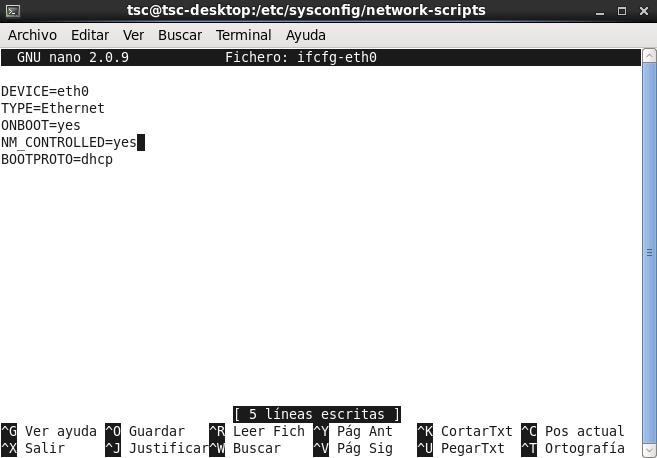 tsc@tsc-desktop:/etc/sysconfig/network-scripts
Archivo Editar Ver Buscar Terminal Ayuda
GNU nano 2.0.9 Fichero: ifcfg-eth0
DEVICE=eth0
TYPE=Ethernet
ONBOOT=yes
NM_CONTROLLED=yes
BOOTPROTO=dhcp
[ 5 líneas escritas ]
^G Ver ayuda ^O Guardar ^R Leer Fich ^Y Pág Ant ^K CortarTxt ^C Pos actual
^X Salir ^J Justificar ^W Buscar ^V Pág Sig ^U PegarTxt ^T Ortografía